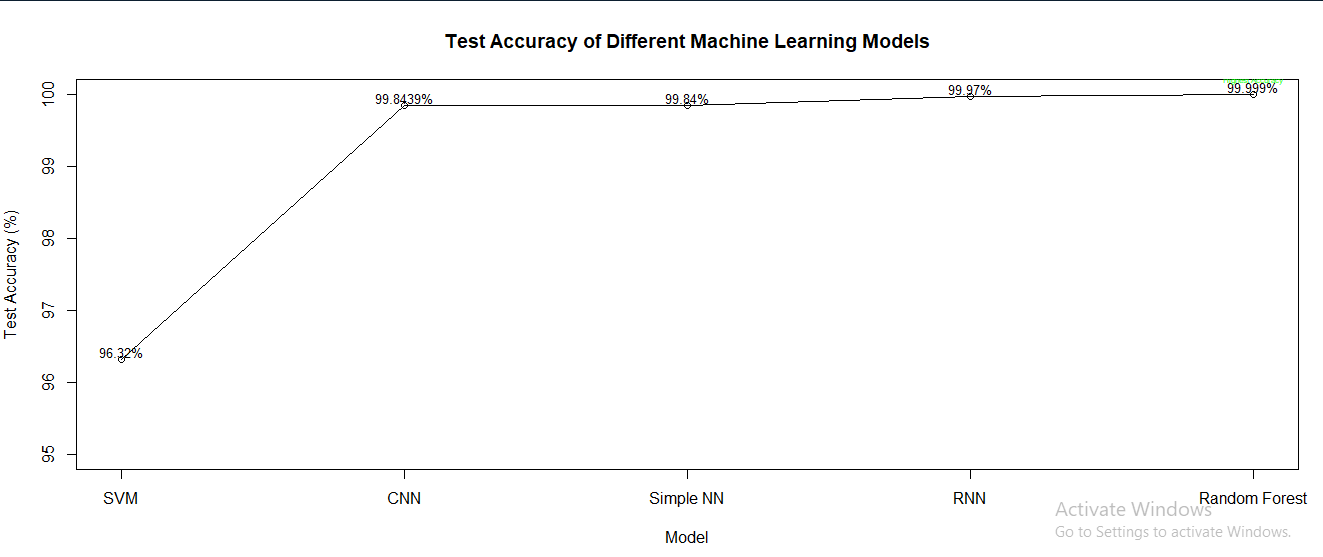 Test Accuracy of Different Machine Learning Models
Test Accuracy (%)
100
99
98
97
96
95
96.32%
99.8439%
99.84%
99.97%
99.999%
SVM
CNN
Simple NN
RNN
Random Forest
Model
Activate Windows
Go to Settings to activate Windows.